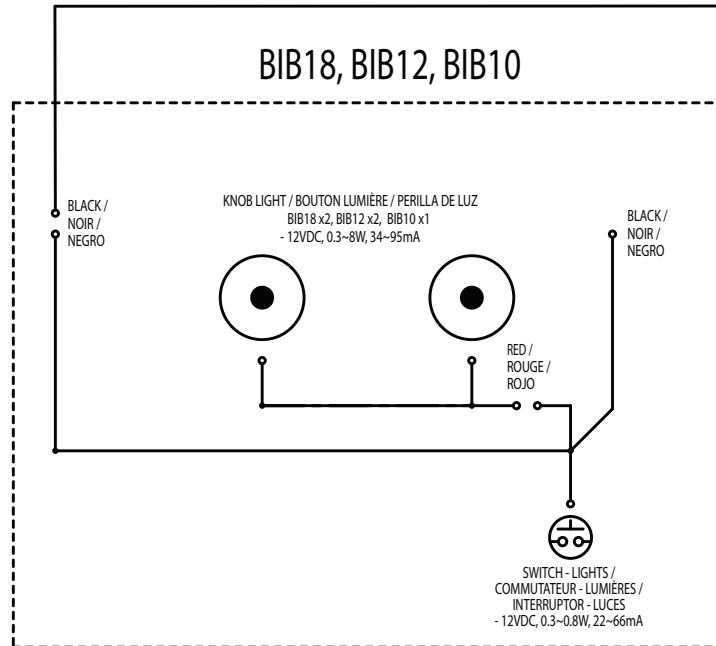 BIB18, BIB12, BIB10
BLACK /
NOIR /
NEGRO
KNOB LIGHT / BOUTON LUMIÈRE / PERILLA DE LUZ
BIB18 x2, BIB12 x2, BIB10 x1
- 12VDC, 0.3~8W, 34~95mA
BLACK /
NOIR /
NEGRO
RED /
ROUGE /
ROJO
SWITCH - LIGHTS /
COMMUTATEUR - LUMIÈRES /
INTERRUPTOR - LUCES
- 12VDC, 0.3~0.8W, 22~66mA